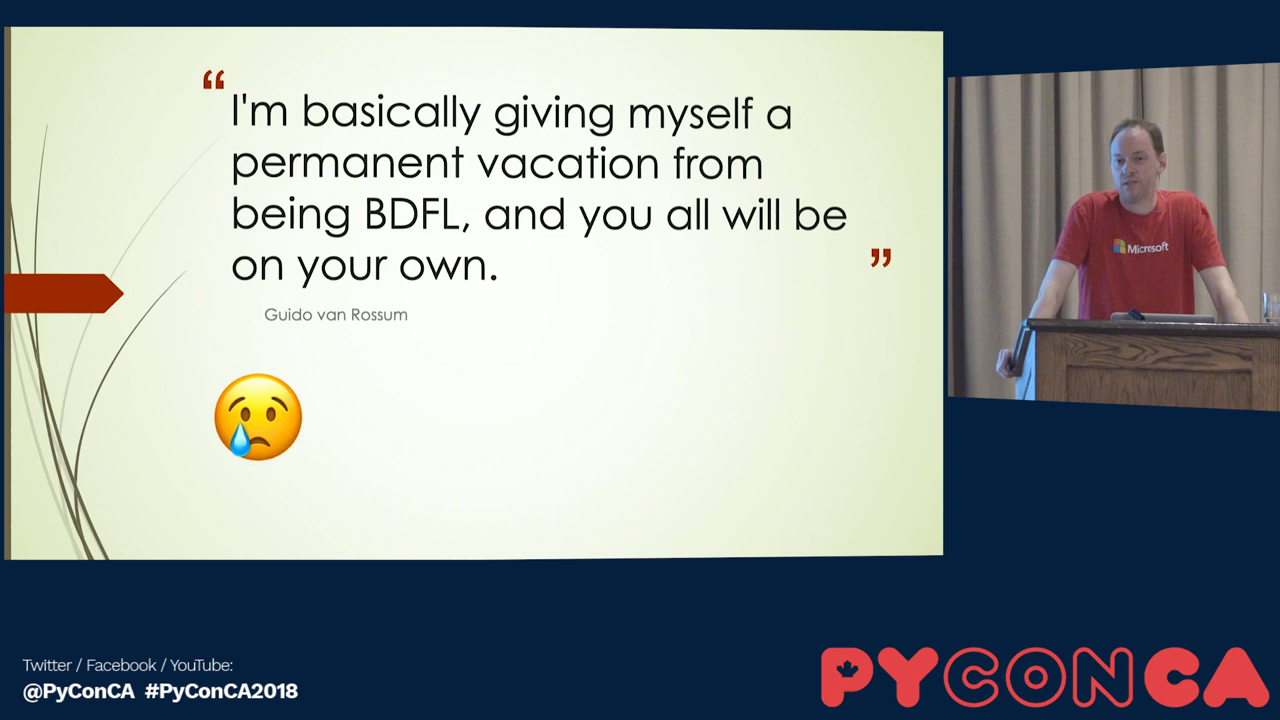 “
I'm basically giving myself a
permanent vacation from
being BDFL, and you all will be
on your own.
”
Guido van Rossum
Microsoft
Twitter / Facebook / YouTube:
@PyConCA #PyConCA2018
PYCONCA